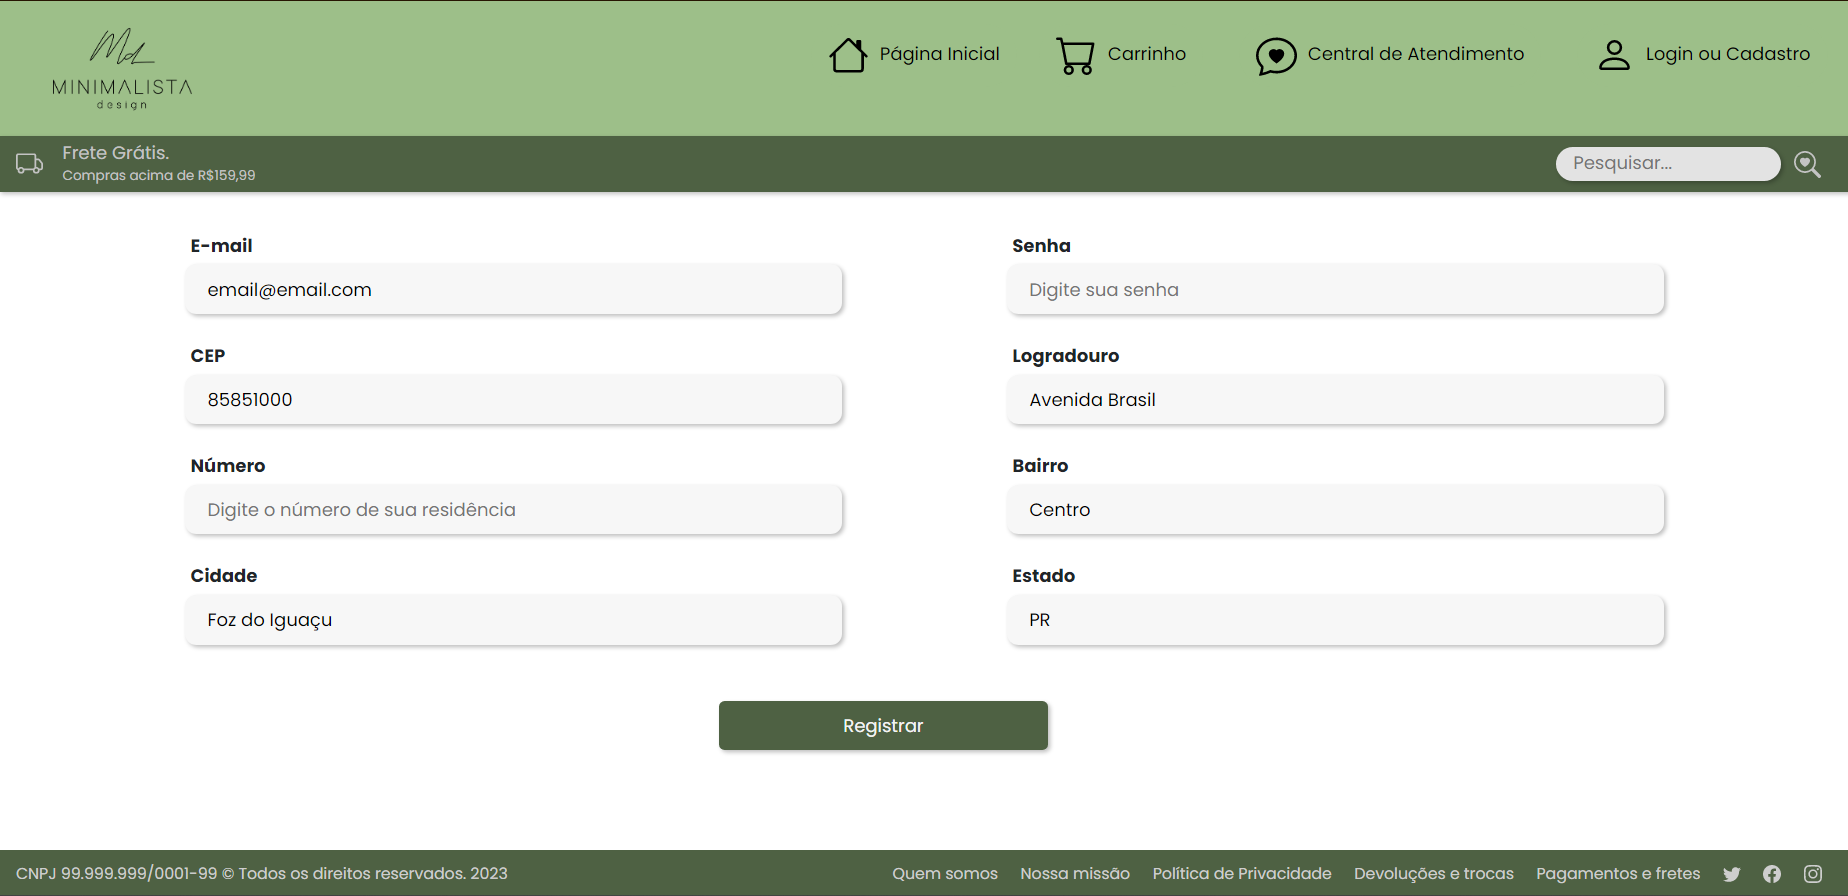 Md
MINIMALISTA
design
Página Inicial
Carrinho
Central de Atendimento
Login ou Cadastro
Frete Grátis.
Compras acima de R$159,99
Pesquisar...
E-mail
email@email.com
Senha
Digite sua senha
CEP
85851000
Logradouro
Avenida Brasil
Número
Digite o número de sua residência
Bairro
Centro
Cidade
Foz do Iguaçu
Estado
PR
Registrar
CNPJ 99.999.999/0001-99 © Todos os direitos reservados. 2023
Quem somos
Nossa missão
Política de Privacidade
Devoluções e trocas
Pagamentos e fretes